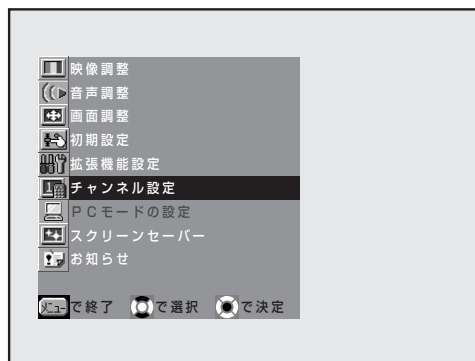 映像調整
音声調整
画面調整
初期設定
拡張機能設定
チャンネル設定
PCモードの設定
スクリーンセーバー
お知らせ
メニューで終了 で選択 で決定